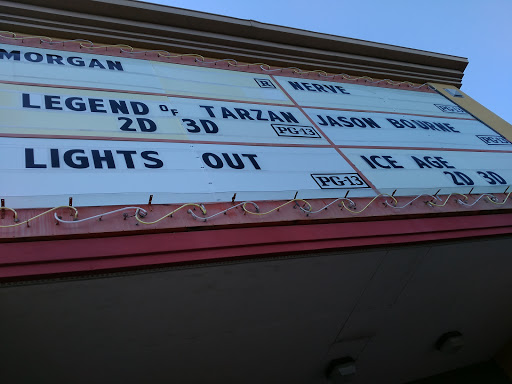 MORGAN R
LEGEND OF TARZAN
2D 3D PG-13
LIGHTS OUT PG-13
NERVE
JASON BOURNE
ICE AGE
2D 3D